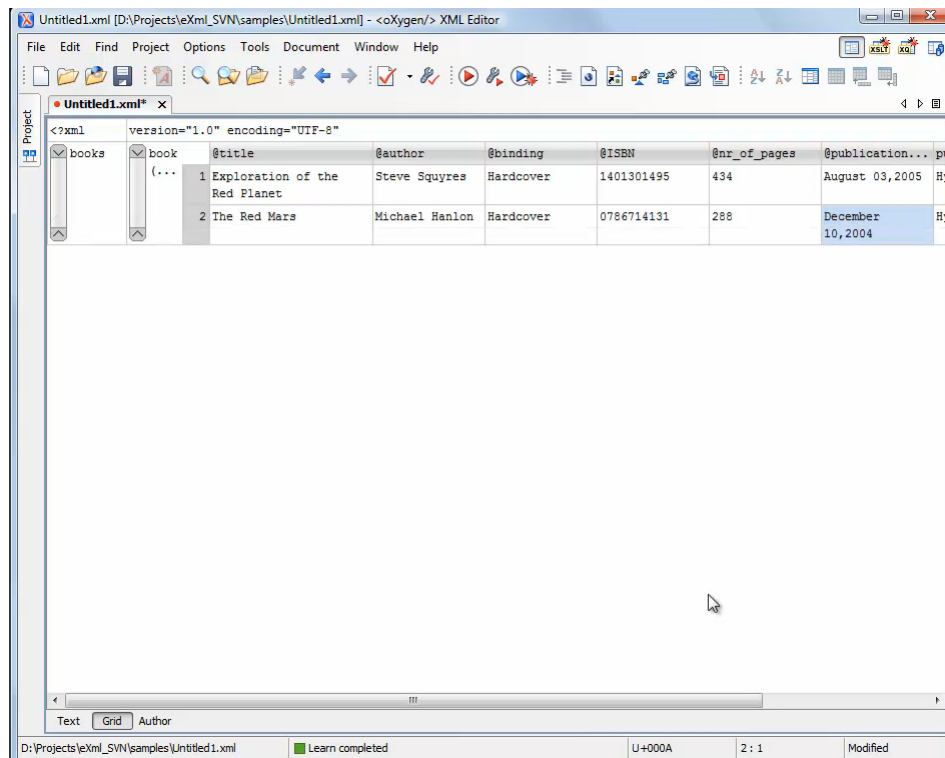 Untitled1.xml [D:\Projects\eXml_SVN\samples\Untitled1.xml] - <oXygen/> XML Editor
File Edit Find Project Options Tools Document Window Help
XSLT XQ
Project
Untitled1.xml* x
<?xml version="1.0" encoding="UTF-8"
books book @title @author @binding @ISBN @nr_of_pages @publication...
(...
1 Exploration of the Steve Squyres Hardcover 1401301495 434 August 03,2005
Red Planet
2 The Red Mars Michael Hanlon Hardcover 0786714131 288 December
10,2004
Text Grid Author
D:\Projects\eXml_SVN\samples\Untitled1.xml Learn completed U+000A 2 : 1 Modified